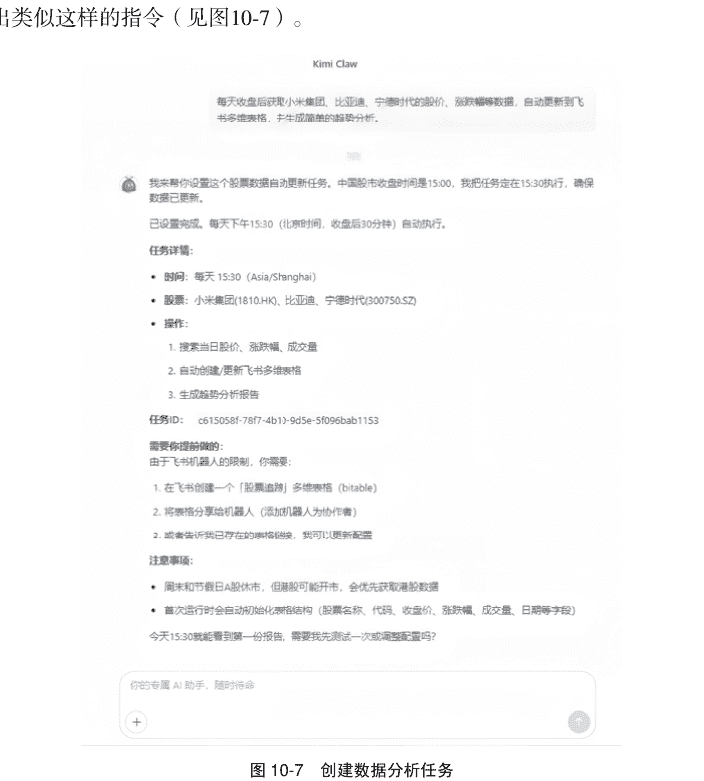 出类似这样的指令（见图10-7）。
Kimi Claw
每天收盘后获取小米集团、比亚迪、宁德时代的股价、涨跌幅等数据，自动更新到飞
书多维表格，并生成简单的趋势分析。
我来帮你设置这个股票数据自动更新任务。中国股市收盘时间是15:00，我把任务定在15:30执行，确保
数据已更新。
已设置完成。每天下午15:30（北京时间，收盘后30分钟）自动执行。
任务详情：
• 时间：每天 15:30（Asia/Shanghai）
• 股票：小米集团(1810.HK)、比亚迪、宁德时代(300750.SZ)
• 操作：
1. 搜索当日股价、涨跌幅、成交量
2. 自动创建/更新飞书多维表格
3. 生成趋势分析报告
任务ID： c615058f-78f7-4b10-9d5e-5f096bab1153
需要你提前做的：
由于飞书机器人的限制，你需要：
1. 在飞书创建一个「股票追踪」多维表格（bitable）
2. 将表格分享给机器人（添加机器人为协作者）
3. 或者告诉我已存在的表格链接，我可以更新配置
注意事项：
• 周末和节假日A股休市，但港股可能开市，会优先获取港股数据
• 首次运行时会自动初始化表格结构（股票名称、代码、收盘价、涨跌幅、成交量、日期等字段）
今天15:30就能看到第一份报告，需要我先测试一次或调整配置吗？
你的专属 AI 助手，随时待命
图 10-7 创建数据分析任务